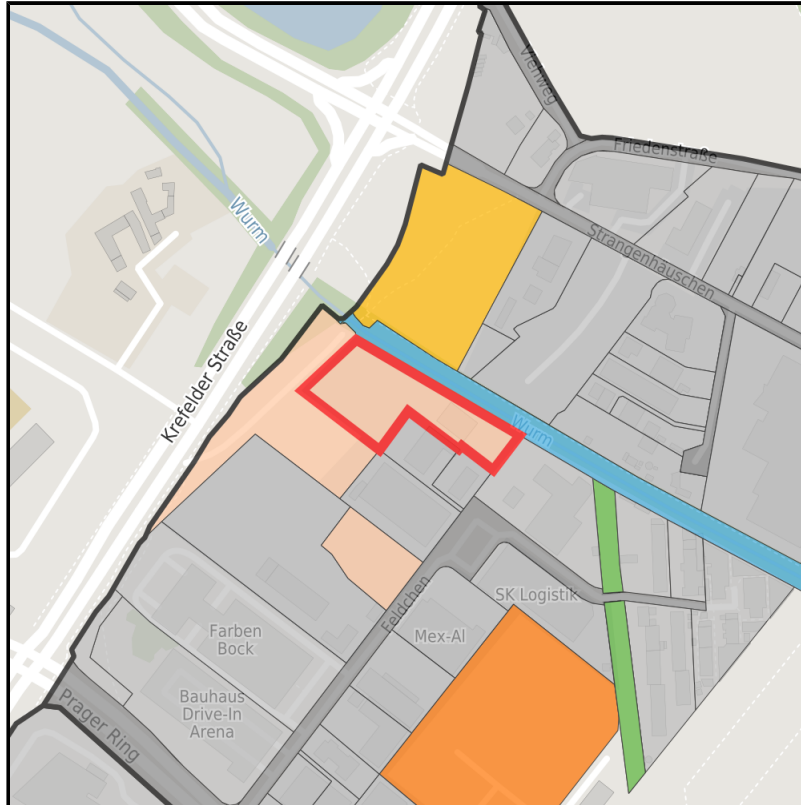 Viehweg
Friedenstraße
Wurm
Strangenhäuschen
Krefelder Straße
Wurm
Feldchen
SK Logistik
Mex-Al
Farben
Bock
Bauhaus
Drive-In
Arena
Prager Ring